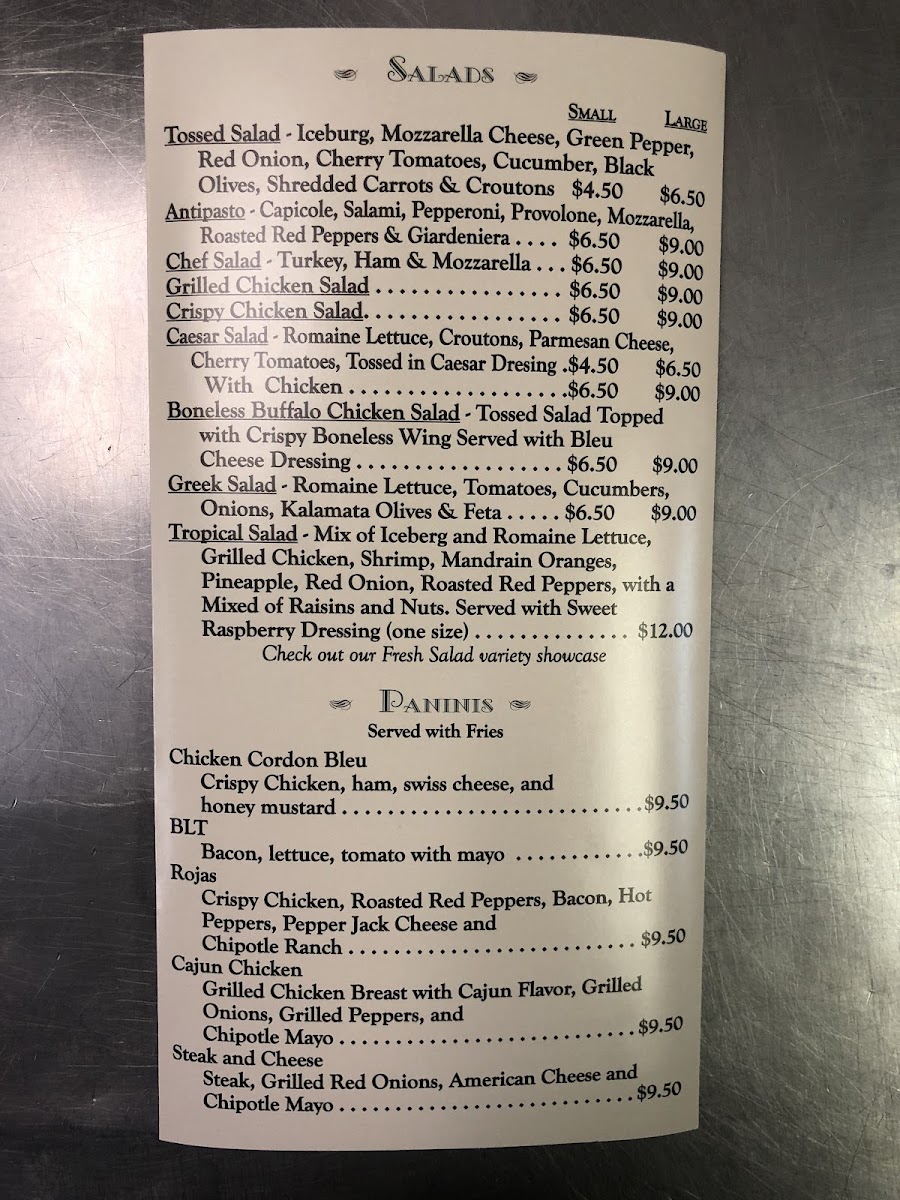 Salads
Small Large
Tossed Salad - Iceburg, Mozzarella Cheese, Green Pepper,
Red Onion, Cherry Tomatoes, Cucumber, Black
Olives, Shredded Carrots & Croutons $4.50 $6.50
Antipasto - Capicole, Salami, Pepperoni, Provolone, Mozzarella,
Roasted Red Peppers & Giardeniera .... $6.50 $9.00
Chef Salad - Turkey, Ham & Mozzarella ... $6.50 $9.00
Grilled Chicken Salad ................. $6.50 $9.00
Crispy Chicken Salad. ................. $6.50 $9.00
Caesar Salad - Romaine Lettuce, Croutons, Parmesan Cheese,
Cherry Tomatoes, Tossed in Caesar Dresing .$4.50 $6.50
With Chicken ....................$6.50 $9.00
Boneless Buffalo Chicken Salad - Tossed Salad Topped
with Crispy Boneless Wing Served with Bleu
Cheese Dressing ................... $6.50 $9.00
Greek Salad - Romaine Lettuce, Tomatoes, Cucumbers,
Onions, Kalamata Olives & Feta ..... $6.50 $9.00
Tropical Salad - Mix of Iceberg and Romaine Lettuce,
Grilled Chicken, Shrimp, Mandrain Oranges,
Pineapple, Red Onion, Roasted Red Peppers, with a
Mixed of Raisins and Nuts. Served with Sweet
Raspberry Dressing (one size) .............. $12.00
Check out our Fresh Salad variety showcase
Paninis
Served with Fries
Chicken Cordon Bleu
Crispy Chicken, ham, swiss cheese, and
honey mustard ............................$9.50
BLT
Bacon, lettuce, tomato with mayo ............$9.50
Rojas
Crispy Chicken, Roasted Red Peppers, Bacon, Hot
Peppers, Pepper Jack Cheese and
Chipotle Ranch ........................... $9.50
Cajun Chicken
Grilled Chicken Breast with Cajun Flavor, Grilled
Onions, Grilled Peppers, and
Chipotle Mayo ............................$9.50
Steak and Cheese
Steak, Grilled Red Onions, American Cheese and
Chipotle Mayo ............................$9.50